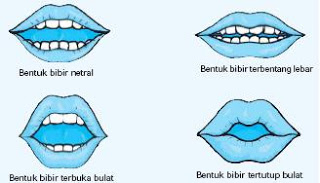 Bentuk bibir netral
Bentuk bibir terbentang lebar
Bentuk bibir terbuka bulat
Bentuk bibir tertutup bulat